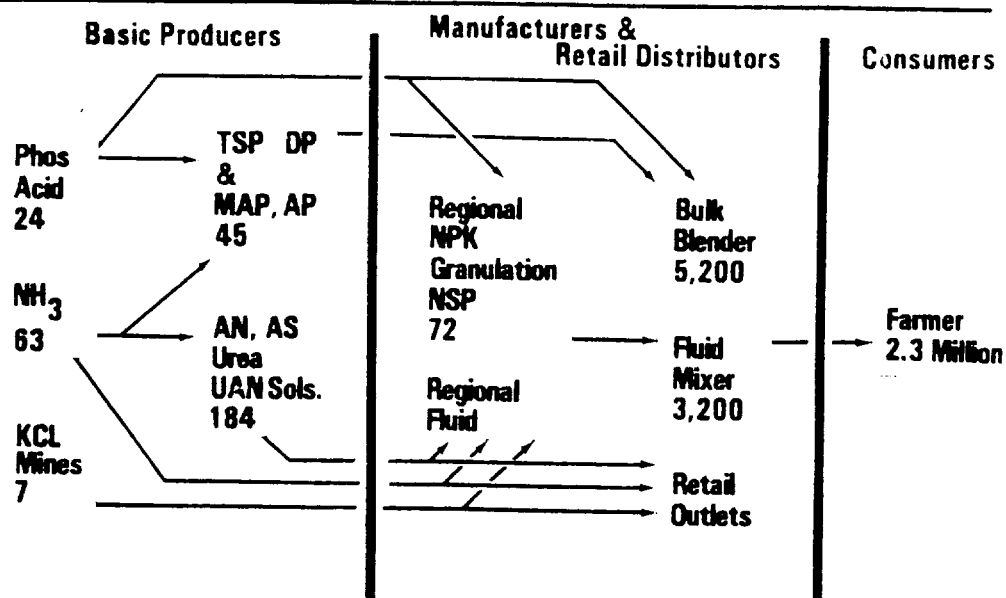 Basic Producers
Manufacturers &
Retail Distributors
Consumers
Phos
Acid
24
TSP DP
&
MAP, AP
45
NH3
63
AN, AS
Urea
UAN Sols.
184
KCL
Mines
7
Regional
NPK
Granulation
NSP
72
Regional
Fluid
Bulk
Blender
5,200
Fluid
Mixer
3,200
Retail
Outlets
Farmer
2.3 Million